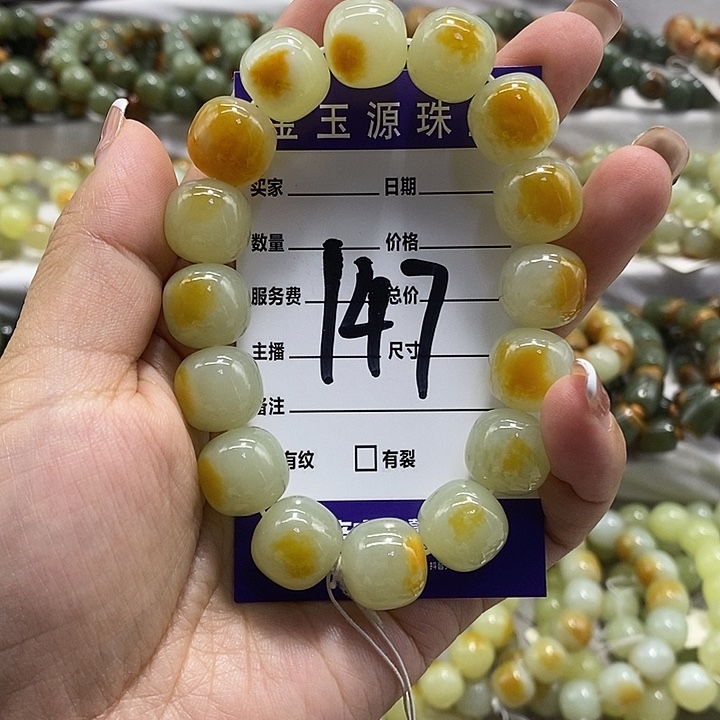 金玉源珠
买家 日期
数量 价格
147
服务费 总价
主播 尺寸
备注
有纹 □有裂